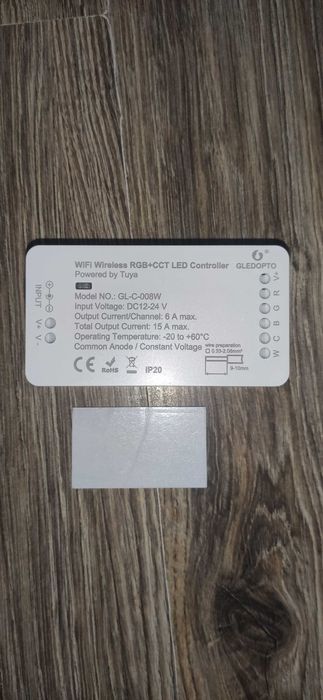 WiFi Wireless RGB+CCT LED Controller
Powered by Tuya
GLEDOPTO
®
Model NO.: GL-C-008W
Input Voltage: DC12-24 V
Output Current/Channel: 6 A max.
Total Output Current: 15 A max.
Operating Temperature: -20 to +60°C
Common Anode / Constant Voltage
wire preparation
0.33-2.08mm²
9-10mm
CE
RoHS
IP20
INPUT
V+
V-
V+
R
G
B
C
W